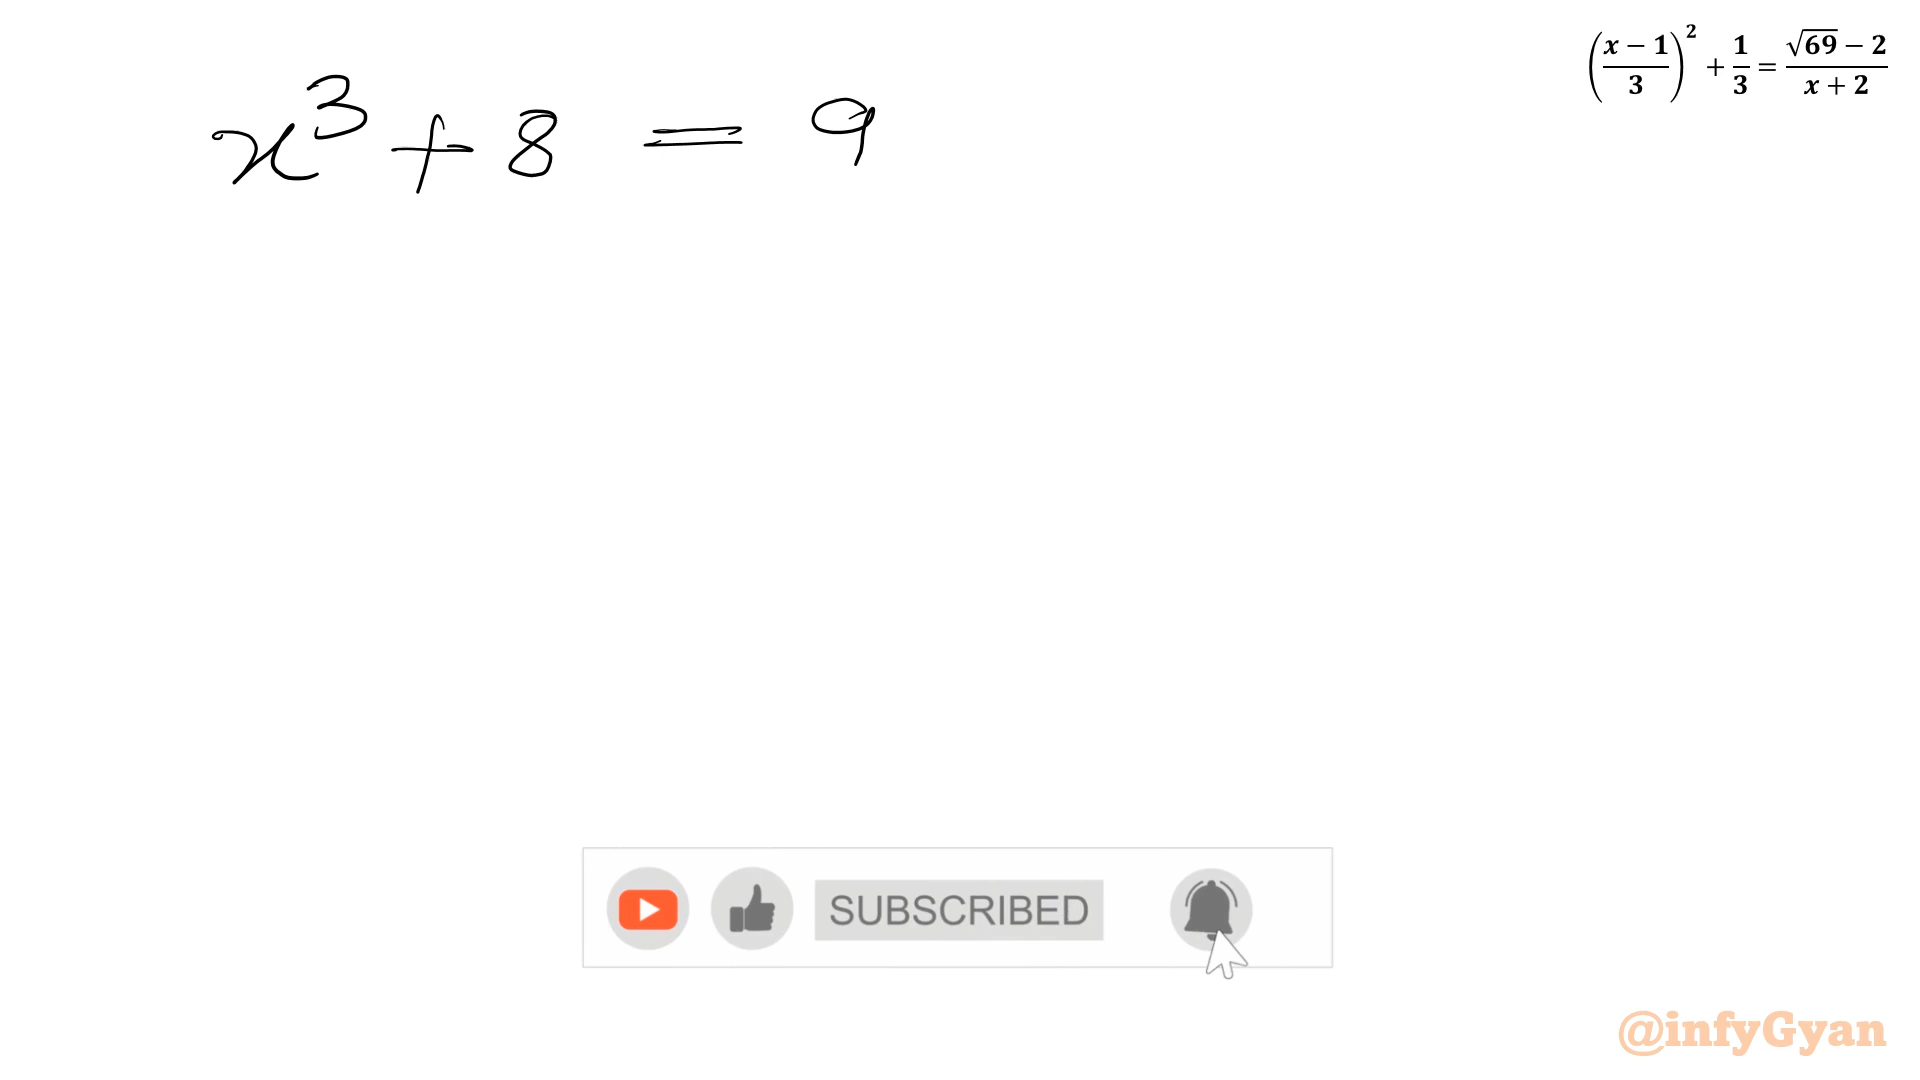 x³ + 8 = 9
((x − 1)/3)² + 1/3 = (√69 − 2)/(x + 2)
SUBSCRIBED
@infyGyan